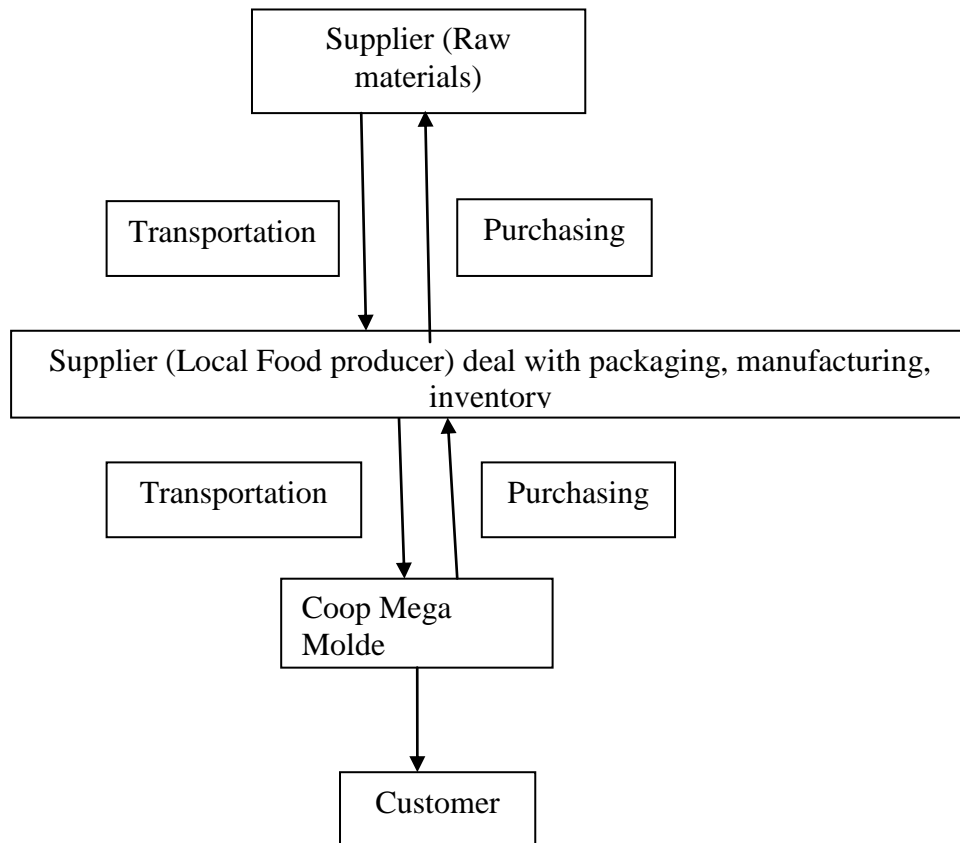 Supplier (Raw
materials)
Transportation
Purchasing
Supplier (Local Food producer) deal with packaging, manufacturing,
inventory
Transportation
Purchasing
Coop Mega
Molde
Customer